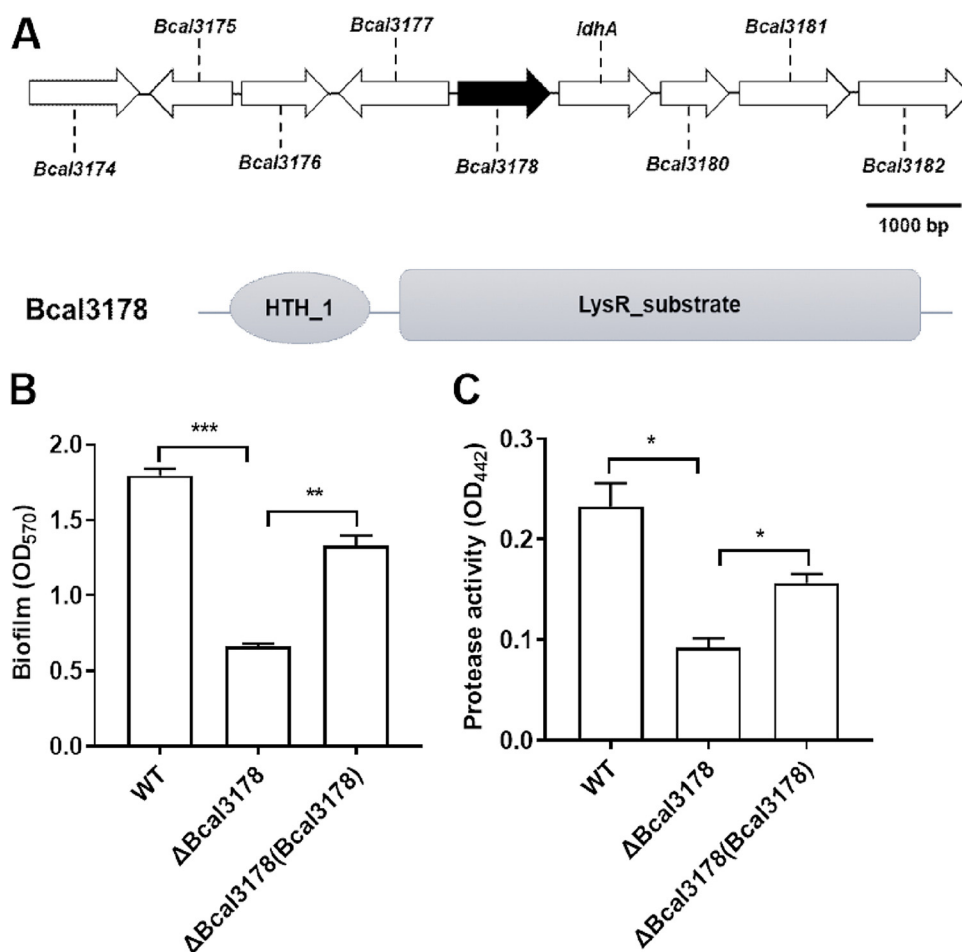 A
Bcal3175
Bcal3177
ldhA
Bcal3181
Bcal3174
Bcal3176
Bcal3178
Bcal3180
Bcal3182
1000 bp
Bcal3178
HTH_1
LysR_substrate
B
Biofilm (OD570)
2.0
1.5
1.0
0.5
0.0
***
**
WT
ΔBcal3178
ΔBcal3178(Bcal3178)
C
Protease activity (OD442)
0.3
0.2
0.1
0.0
*
*
WT
ΔBcal3178
ΔBcal3178(Bcal3178)